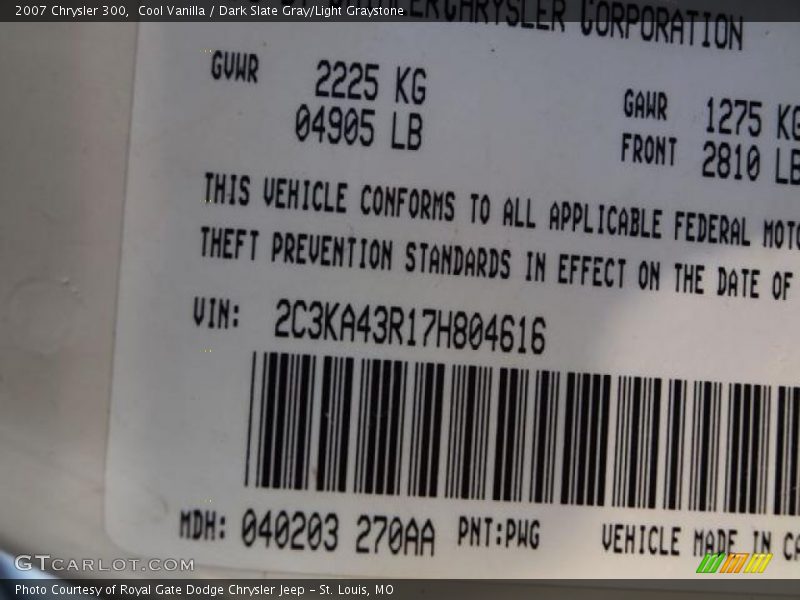 2007 Chrysler 300, Cool Vanilla / Dark Slate Gray/Light Graystone
CORPORATION
GVWR 2225 KG
04905 LB
GAWR 1275 KG
FRONT 2810 LB
THIS VEHICLE CONFORMS TO ALL APPLICABLE FEDERAL MOTO
THEFT PREVENTION STANDARDS IN EFFECT ON THE DATE OF
VIN: 2C3KA43R17H804616
MDH: 040203 270AA PNT:PWG VEHICLE MADE IN CA
GTCARLOT.COM
Photo Courtesy of Royal Gate Dodge Chrysler Jeep - St. Louis, MO